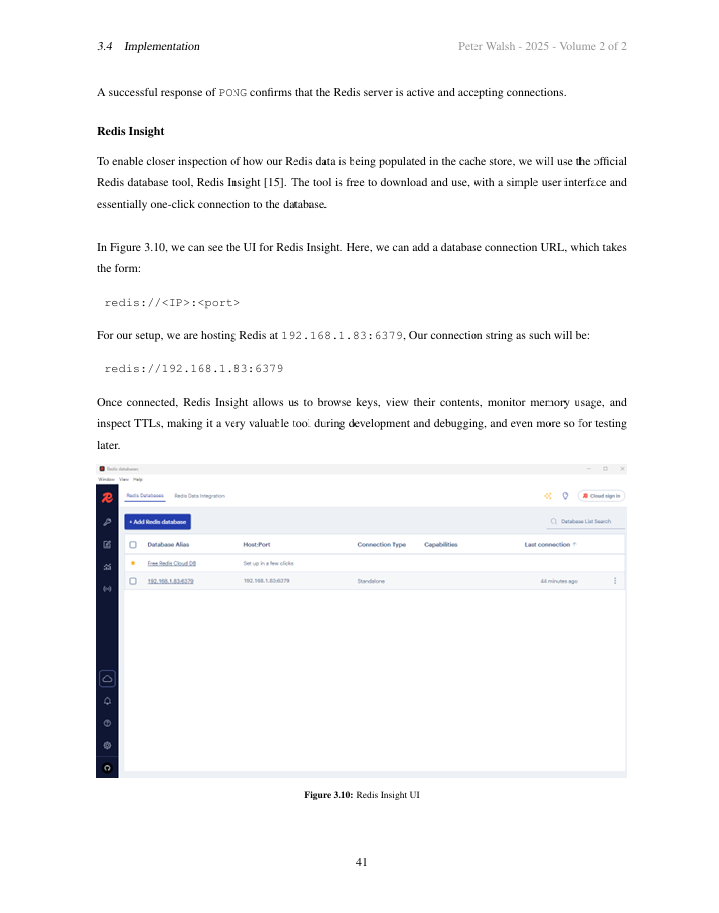 3.4 Implementation
Peter Walsh - 2025 - Volume 2 of 2
A successful response of PONG confirms that the Redis server is active and accepting connections.
Redis Insight
To enable closer inspection of how our Redis data is being populated in the cache store, we will use the official
Redis database tool, Redis Insight [15]. The tool is free to download and use, with a simple user interface and
essentially one-click connection to the database.
In Figure 3.10, we can see the UI for Redis Insight. Here, we can add a database connection URL, which takes
the form:
redis://<IP>:<port>
For our setup, we are hosting Redis at 192.168.1.83:6379, Our connection string as such will be:
redis://192.168.1.83:6379
Once connected, Redis Insight allows us to browse keys, view their contents, monitor memory usage, and
inspect TTLs, making it a very valuable tool during development and debugging, and even more so for testing
later.
Redis databases
Window View Help
Redis Databases Redis Data Integration
Cloud sign in
+ Add Redis database
Database List Search
Database Alias Host:Port Connection Type Capabilities Last connection
Free Redis Cloud DB Set up in a few clicks
192.168.1.83:6379 192.168.1.83:6379 Standalone 44 minutes ago
Figure 3.10: Redis Insight UI
41